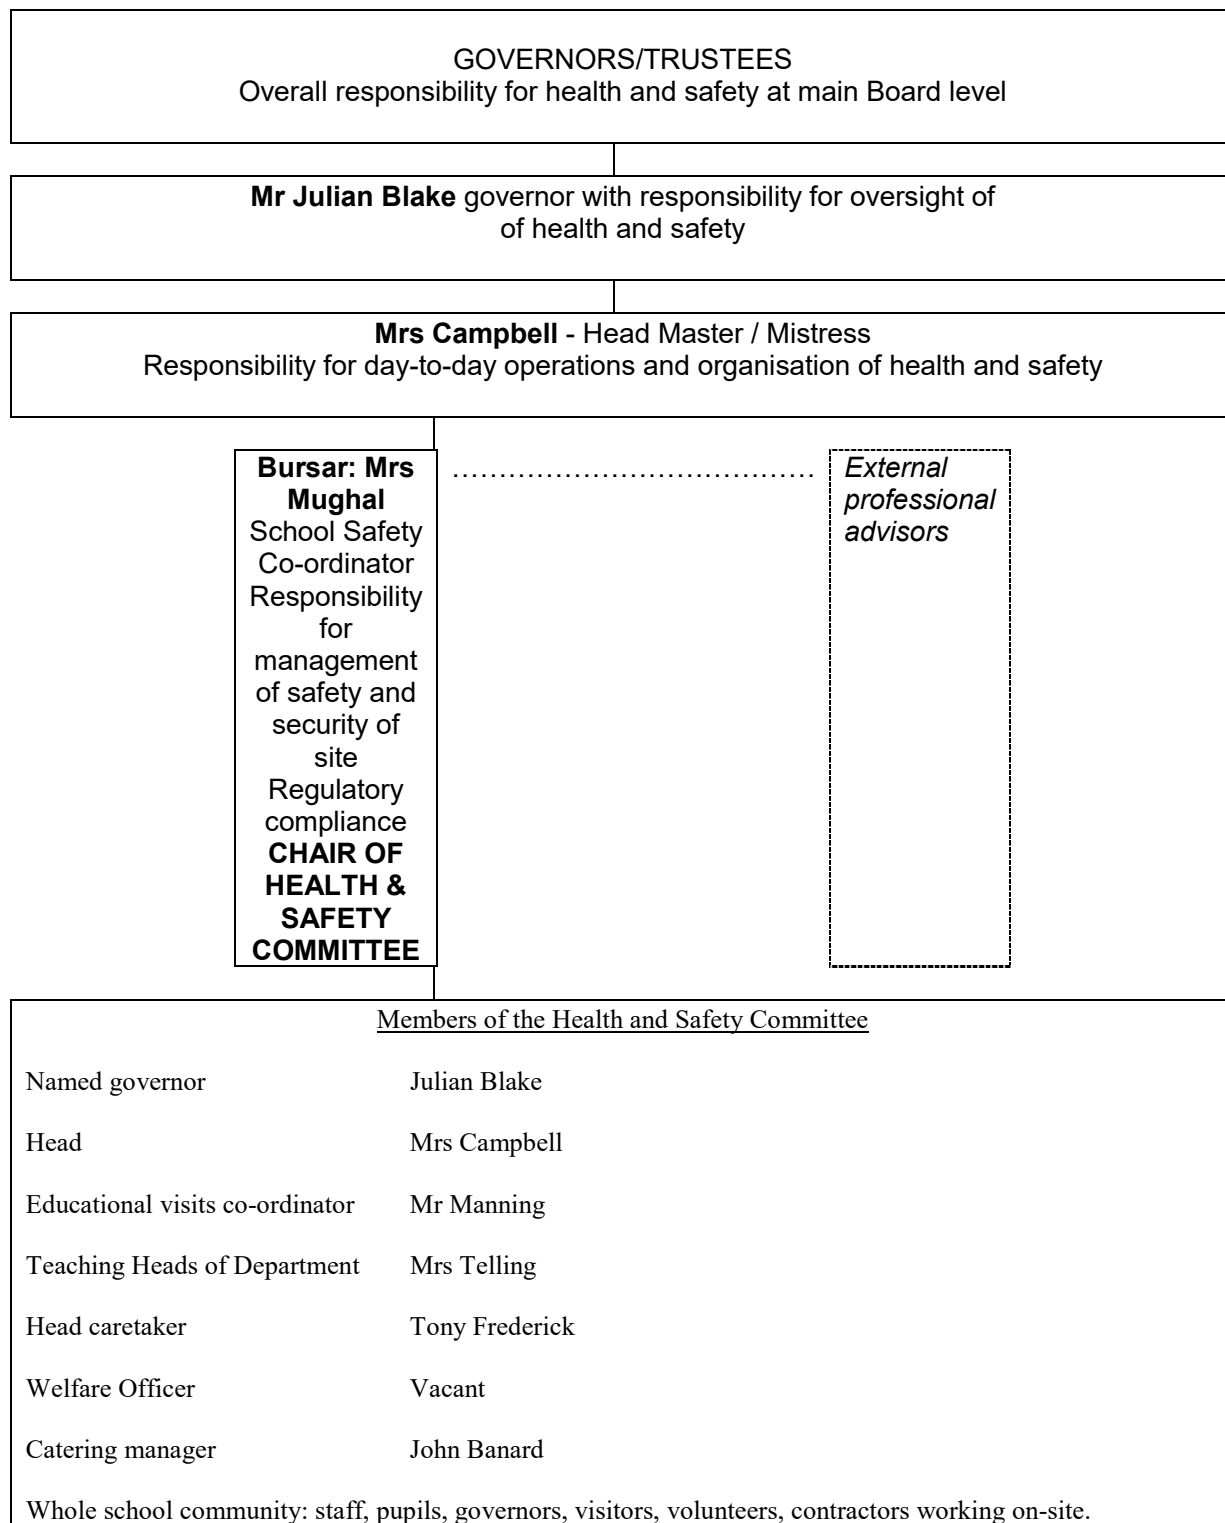 GOVERNORS/TRUSTEES
Overall responsibility for health and safety at main Board level
Mr Julian Blake governor with responsibility for oversight of
of health and safety
Mrs Campbell - Head Master / Mistress
Responsibility for day-to-day operations and organisation of health and safety
Bursar: Mrs
Mughal
School Safety
Co-ordinator
Responsibility
for
management
of safety and
security of
site
Regulatory
compliance
CHAIR OF
HEALTH &
SAFETY
COMMITTEE
…………………………………
External
professional
advisors
Members of the Health and Safety Committee
Named governor Julian Blake
Head Mrs Campbell
Educational visits co-ordinator Mr Manning
Teaching Heads of Department Mrs Telling
Head caretaker Tony Frederick
Welfare Officer Vacant
Catering manager John Banard
Whole school community: staff, pupils, governors, visitors, volunteers, contractors working on-site.